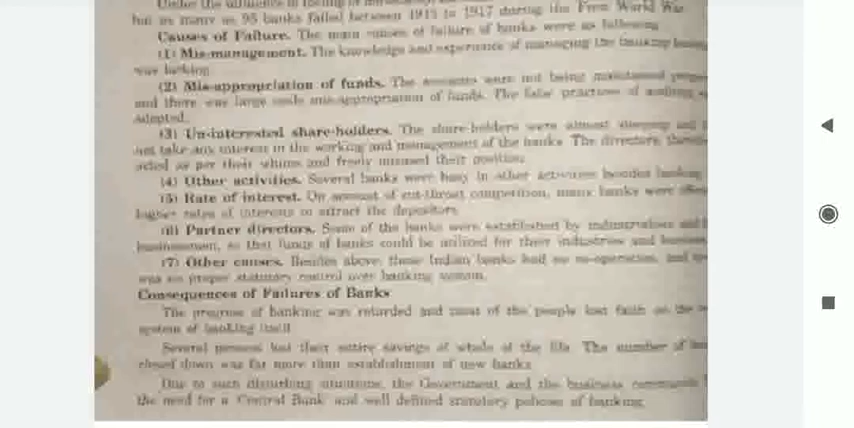 but as many as 95 banks failed between 1913 to 1917 during the First World War
Causes of Failure. The main causes of failure of banks were as following
(1) Mis-management. The knowledge and experience of managing the banking
was lacking
(2) Mis-appropriation of funds. The accounts were not being maintained
and there was large scale mis-appropriation of funds. The false practices of
adopted.
(3) Un-interested share-holders. The share-holders were almost sleeping and
not take any interest in the working and management of the banks. The directors,
acted as per their whims and freely misused their position.
(4) Other activities. Several banks were busy in other activities besides banking
(5) Rate of interest. On account of cut-throat competition, many banks were
higher rates of interests to attract the depositors
(6) Partner directors. Some of the banks were established by industrialists and
businessmen, so that funds of banks could be utilised for their industries and
(7) Other causes. Besides above, these Indian banks had no co-operation, and
was no proper statutory control over banking system.
Consequences of Failures of Banks
The progress of banking was retarded and most of the people lost faith on the
system of banking itself
Several persons lost their entire savings of whole of the life. The number of
closed down was far more than establishment of new banks
Due to such disturbing situations, the Government and the business
the need for a Central Bank and well defined statutory policies of banking